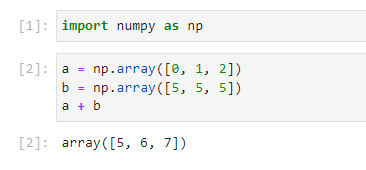 [1]: import numpy as np
[2]: a = np.array([0, 1, 2])
b = np.array([5, 5, 5])
a + b
[2]: array([5, 6, 7])